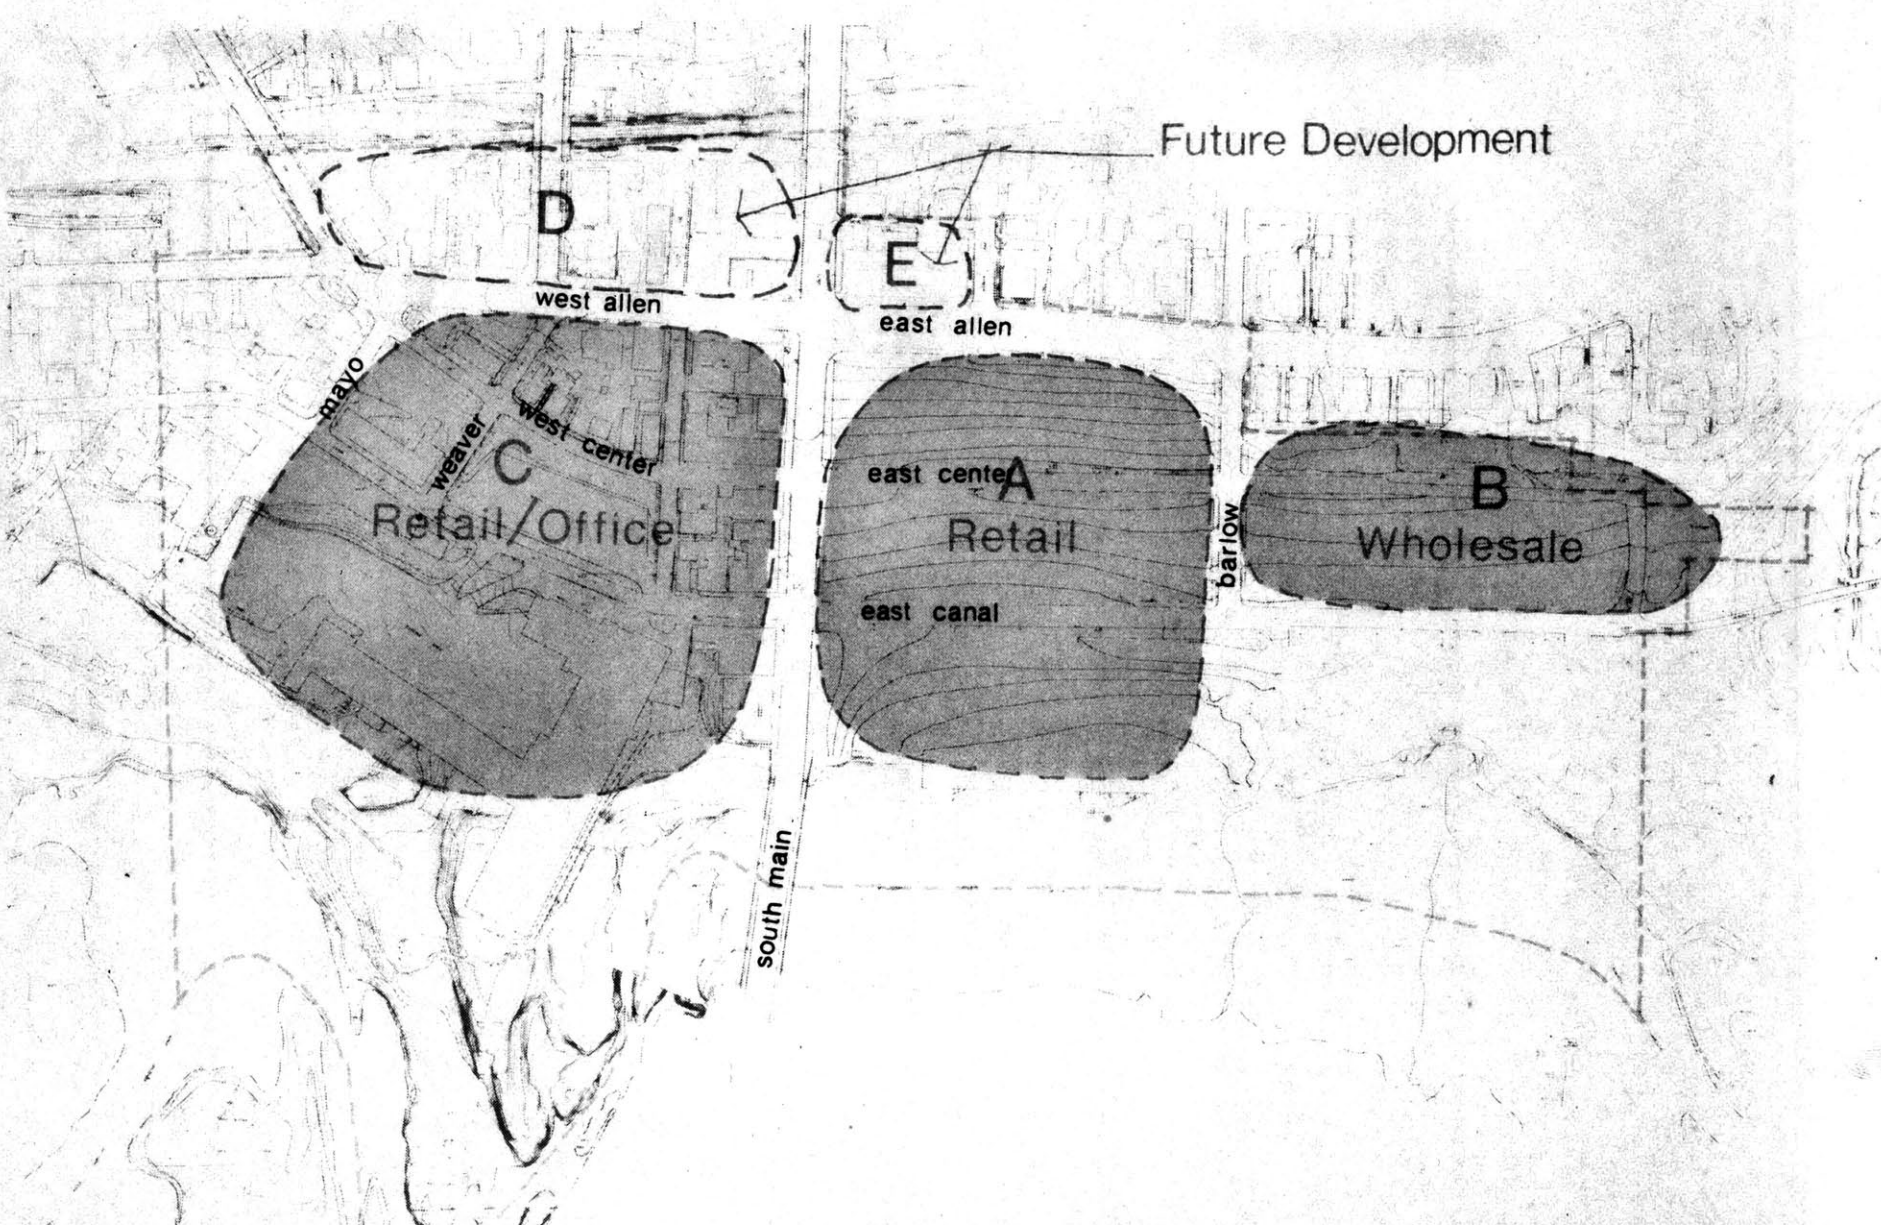 Future Development
D
E
west allen
east allen
mayo
weaver
west center
C
Retail/Office
east center
A
Retail
B
Wholesale
barlow
east canal
south main